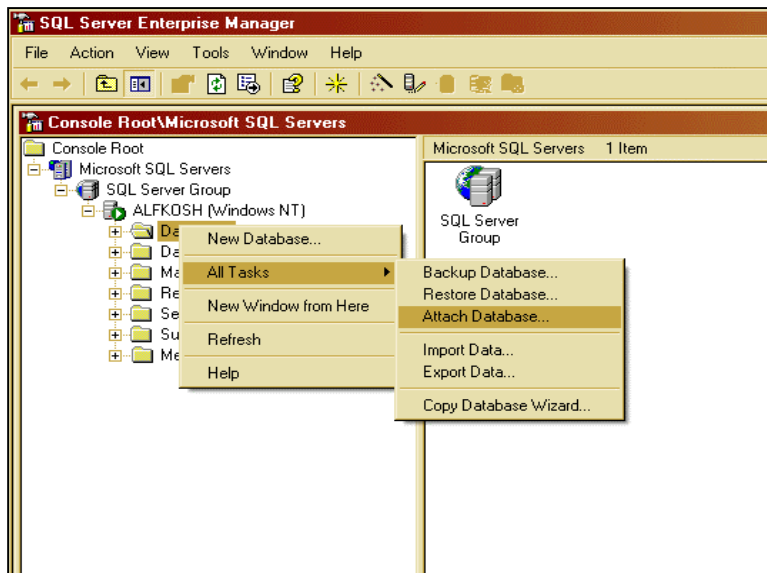 SQL Server Enterprise Manager
File Action View Tools Window Help
Console Root\Microsoft SQL Servers
Console Root
Microsoft SQL Servers 1 Item
Microsoft SQL Servers
SQL Server Group
ALFKOSH (Windows NT)
SQL Server
Group
New Database...
All Tasks
New Window from Here
Refresh
Help
Backup Database...
Restore Database...
Attach Database...
Import Data...
Export Data...
Copy Database Wizard...